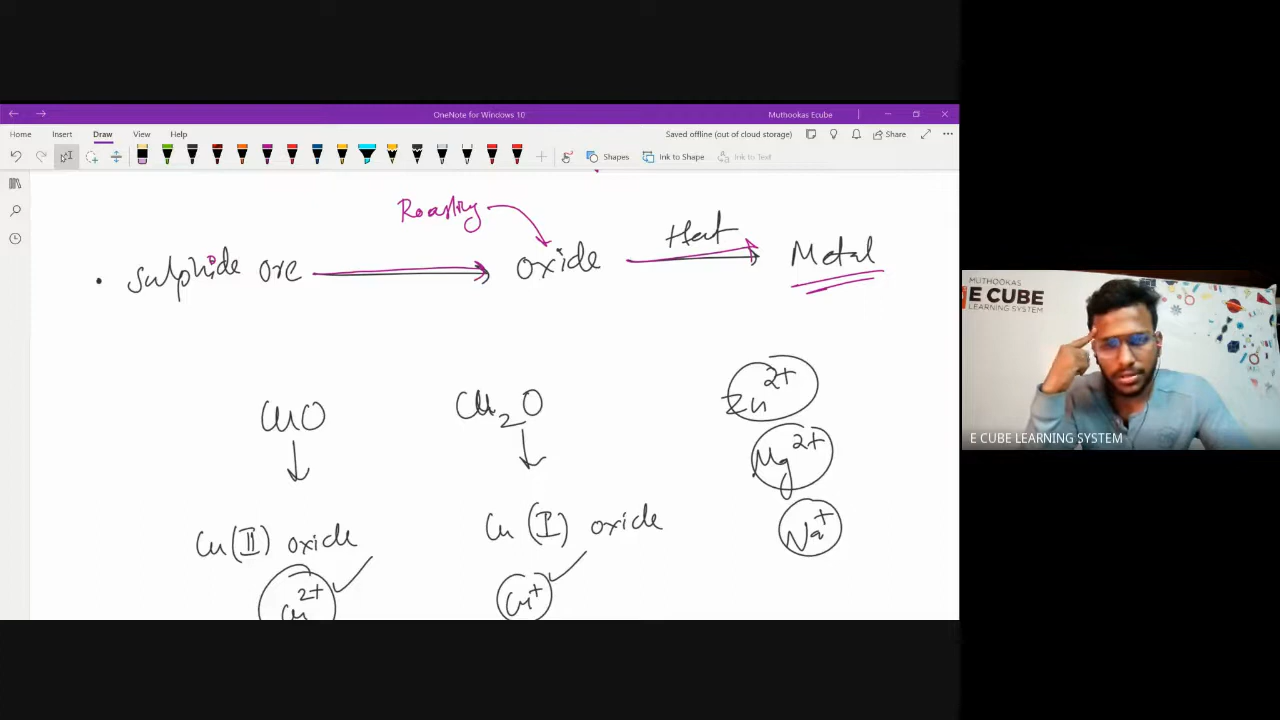 OneNote for Windows 10
Muthookas Ecube
Home Insert Draw View Help
Saved offline (out of cloud storage)
Share
Shapes
Ink to Shape
Ink to Text
Roasting
Sulphide ore
oxide
Heat
Metal
CuO
Cu2O
Zn2+
Mg2+
Na+
Cu(II) oxide
Cu (I) oxide
Cu2+
Cu+
MUTHOOKAS
E CUBE
LEARNING SYSTEM
E CUBE LEARNING SYSTEM